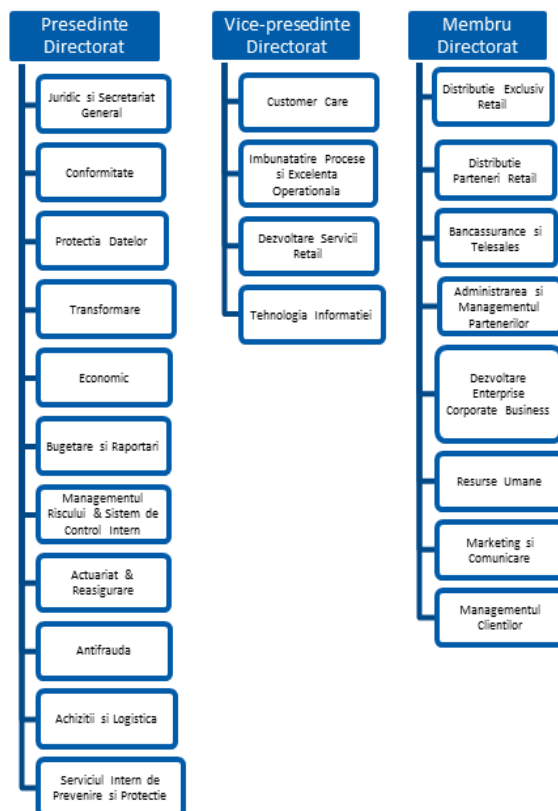 Presedinte
Directorat
Juridic si Secretariat
General
Conformitate
Protectia Datelor
Transformare
Economic
Bugetare si Raportari
Managementul
Riscului & Sistem de
Control Intern
Actuariat &
Reasigurare
Antifrauda
Achizitii si Logistica
Serviciul Intern de
Prevenire si Protectie
Vice-presedinte
Directorat
Customer Care
Imbunatatire Procese
si Excelenta
Operationala
Dezvoltare Servicii
Retail
Tehnologia Informatiei
Membru
Directorat
Distributie Exclusiv
Retail
Distributie
Parteneri Retail
Bancassurance si
Telesales
Administrarea si
Managementul
Partenerilor
Dezvoltare
Enterprise
Corporate Business
Resurse Umane
Marketing si
Comunicare
Managementul
Clientilor